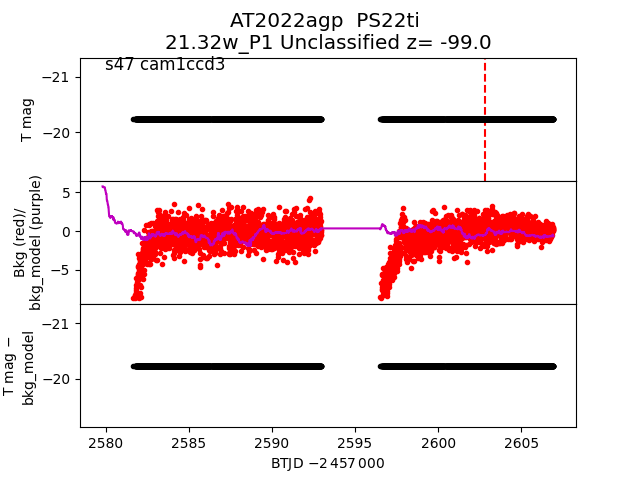 AT2022agp  PS22ti
21.32w_P1 Unclassified z= -99.0
s47 cam1ccd3
−21
−20
T mag
5
0
−5
Bkg (red)/
bkg_model (purple)
−21
−20
T mag −
bkg_model
2580 2585 2590 2595 2600 2605
BTJD −2 457 000